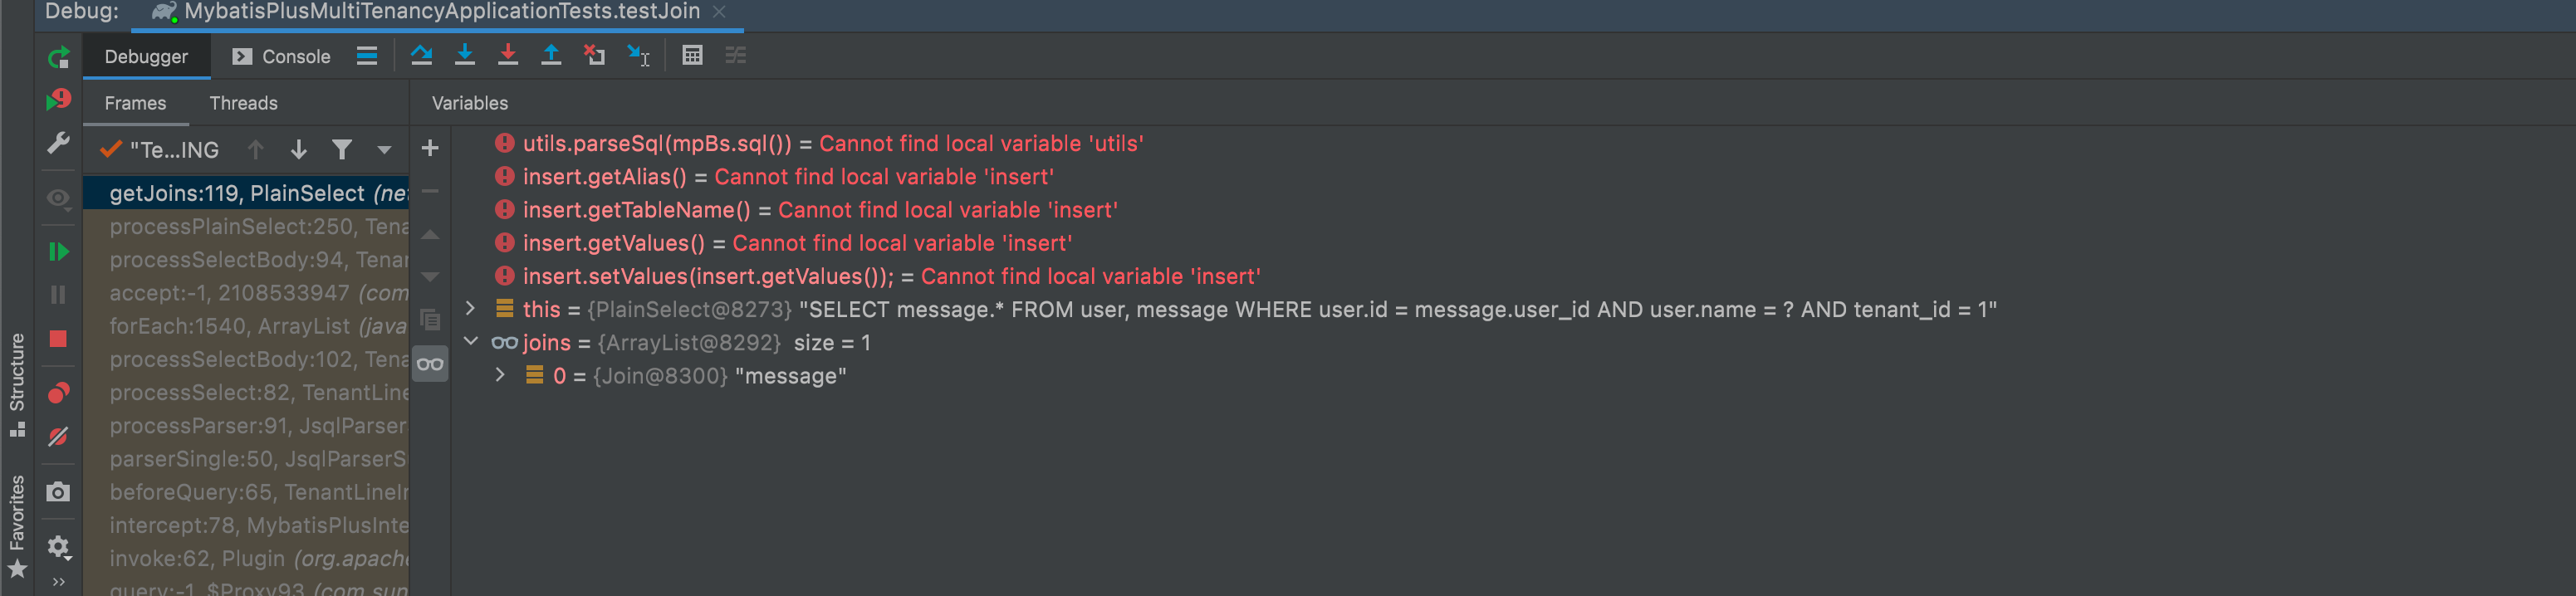 Debug: MybatisPlusMultiTenancyApplicationTests.testJoin
Debugger Console
Frames Threads Variables
"Te...ING
getJoins:119, PlainSelect (net
processPlainSelect:250, Tena
processSelectBody:94, Tenan
accept:-1, 2108533947 (com
forEach:1540, ArrayList (java
processSelectBody:102, Tena
processSelect:82, TenantLine
processParser:91, JsqlParser
parserSingle:50, JsqlParserS
beforeQuery:65, TenantLineIn
intercept:78, MybatisPlusInte
invoke:62, Plugin (org.apache
query:-1, $Proxy93 (com.sun
utils.parseSql(mpBs.sql()) = Cannot find local variable 'utils'
insert.getAlias() = Cannot find local variable 'insert'
insert.getTableName() = Cannot find local variable 'insert'
insert.getValues() = Cannot find local variable 'insert'
insert.setValues(insert.getValues()); = Cannot find local variable 'insert'
this = {PlainSelect@8273} "SELECT message.* FROM user, message WHERE user.id = message.user_id AND user.name = ? AND tenant_id = 1"
joins = {ArrayList@8292} size = 1
0 = {Join@8300} "message"
Structure
Favorites